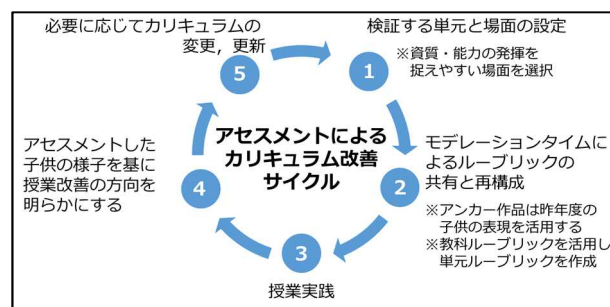 必要に応じてカリキュラムの
変更，更新
5
検証する単元と場面の設定
※資質・能力の発揮を
捉えやすい場面を選択
1
アセスメントによる
カリキュラム改善
サイクル
モデレーションタイムに
よるルーブリックの
共有と再構成
2
※アンカー作品は昨年度の
子供の表現を活用する
※教科ルーブリックを活用し
単元ルーブリックを作成
アセスメントした
子供の様子を基に
授業改善の方向を
明らかにする
4
3
授業実践